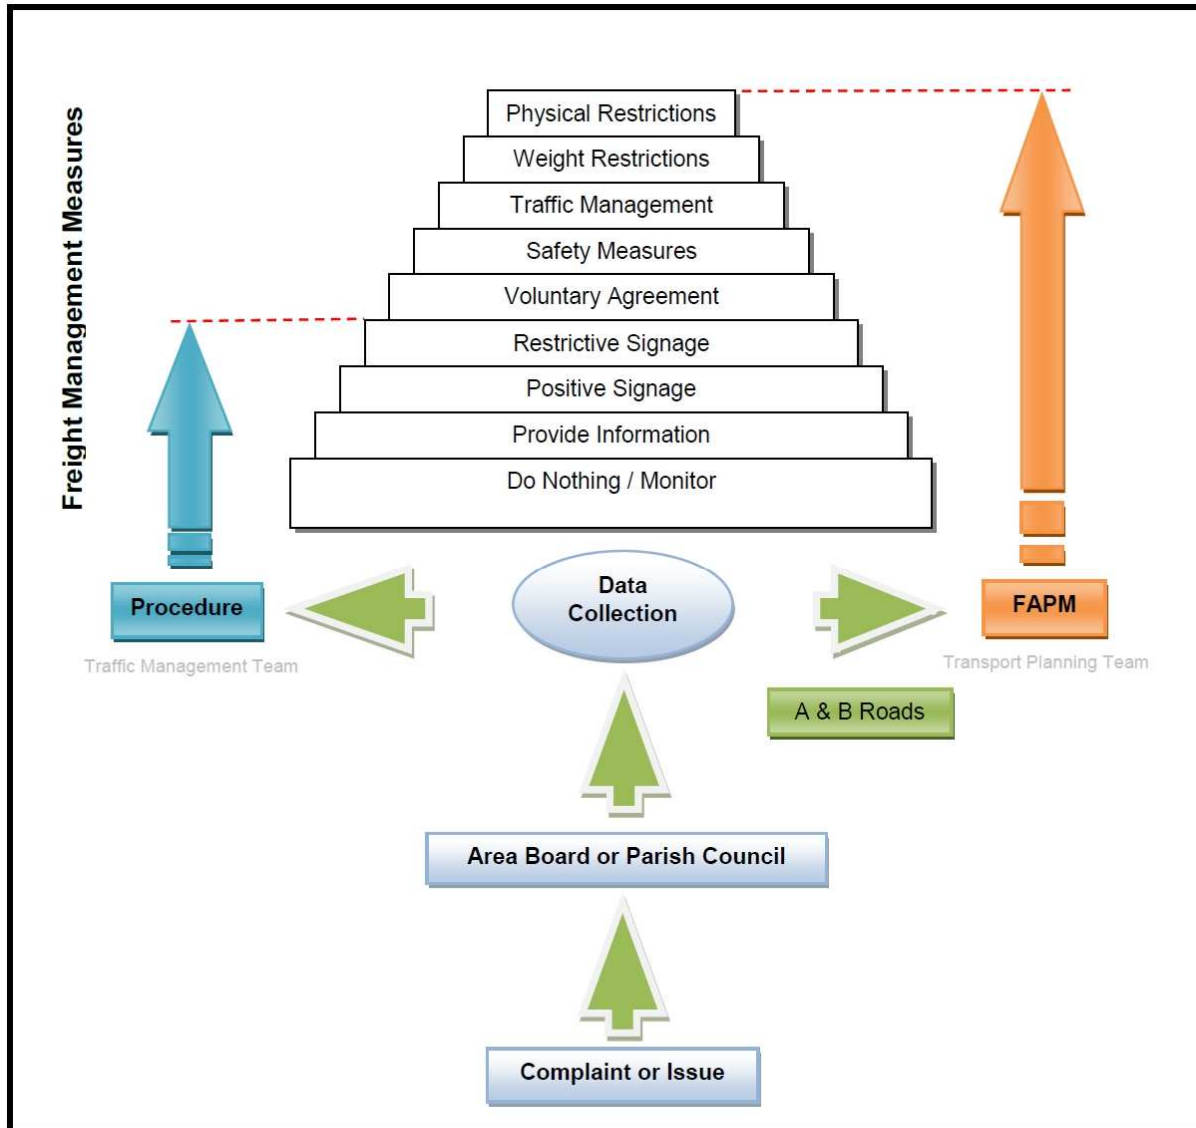 Freight Management Measures
Physical Restrictions
Weight Restrictions
Traffic Management
Safety Measures
Voluntary Agreement
Restrictive Signage
Positive Signage
Provide Information
Do Nothing / Monitor
Data
Collection
Procedure
Traffic Management Team
FAPM
Transport Planning Team
A & B Roads
Area Board or Parish Council
Complaint or Issue